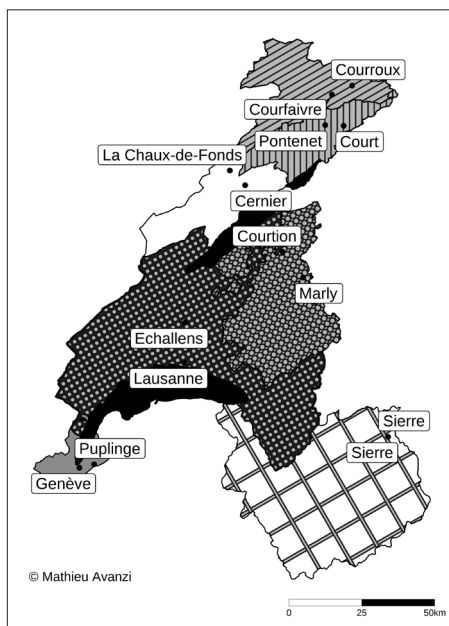 Courroux
Courfaivre
Pontenet
Court
La Chaux-de-Fonds
Cernier
Courtion
Marly
Echallens
Lausanne
Sierre
Puplinge
Sierre
Genève
© Mathieu Avanzi
0 25 50km